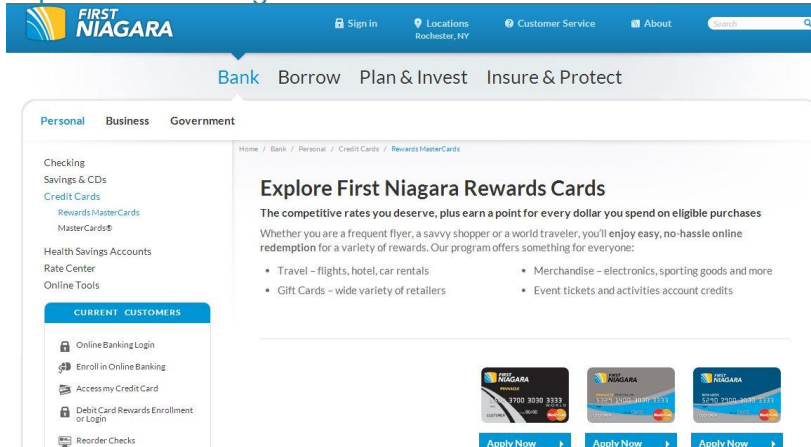 FIRST
NIAGARA
Sign in
Locations
Rochester, NY
Customer Service
About
Search
Bank Borrow Plan & Invest Insure & Protect
Personal Business Government
Home / Bank / Personal / Credit Cards / Rewards MasterCards
Checking
Savings & CDs
Credit Cards
Rewards MasterCards
MasterCards®
Health Savings Accounts
Rate Center
Online Tools
CURRENT CUSTOMERS
Online Banking Login
Enroll in Online Banking
Access my Credit Card
Debit Card Rewards Enrollment
or Login
Reorder Checks
Explore First Niagara Rewards Cards
The competitive rates you deserve, plus earn a point for every dollar you spend on eligible purchases
Whether you are a frequent flyer, a savvy shopper or a world traveler, you'll enjoy easy, no-hassle online
redemption for a variety of rewards. Our program offers something for everyone:
• Travel – flights, hotel, car rentals
• Gift Cards – wide variety of retailers
• Merchandise – electronics, sporting goods and more
• Event tickets and activities account credits
FIRST
NIAGARA
3700 3030 3333
WORLD
FIRST
NIAGARA
FIRST
NIAGARA
Apply Now
Apply Now
Apply Now